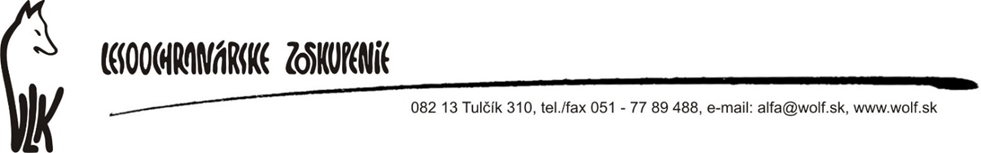 LESOOCHRANÁRSKE ZOSKUPENIE
VLK
082 13 Tulčík 310, tel./fax 051 - 77 89 488, e-mail: alfa@wolf.sk, www.wolf.sk